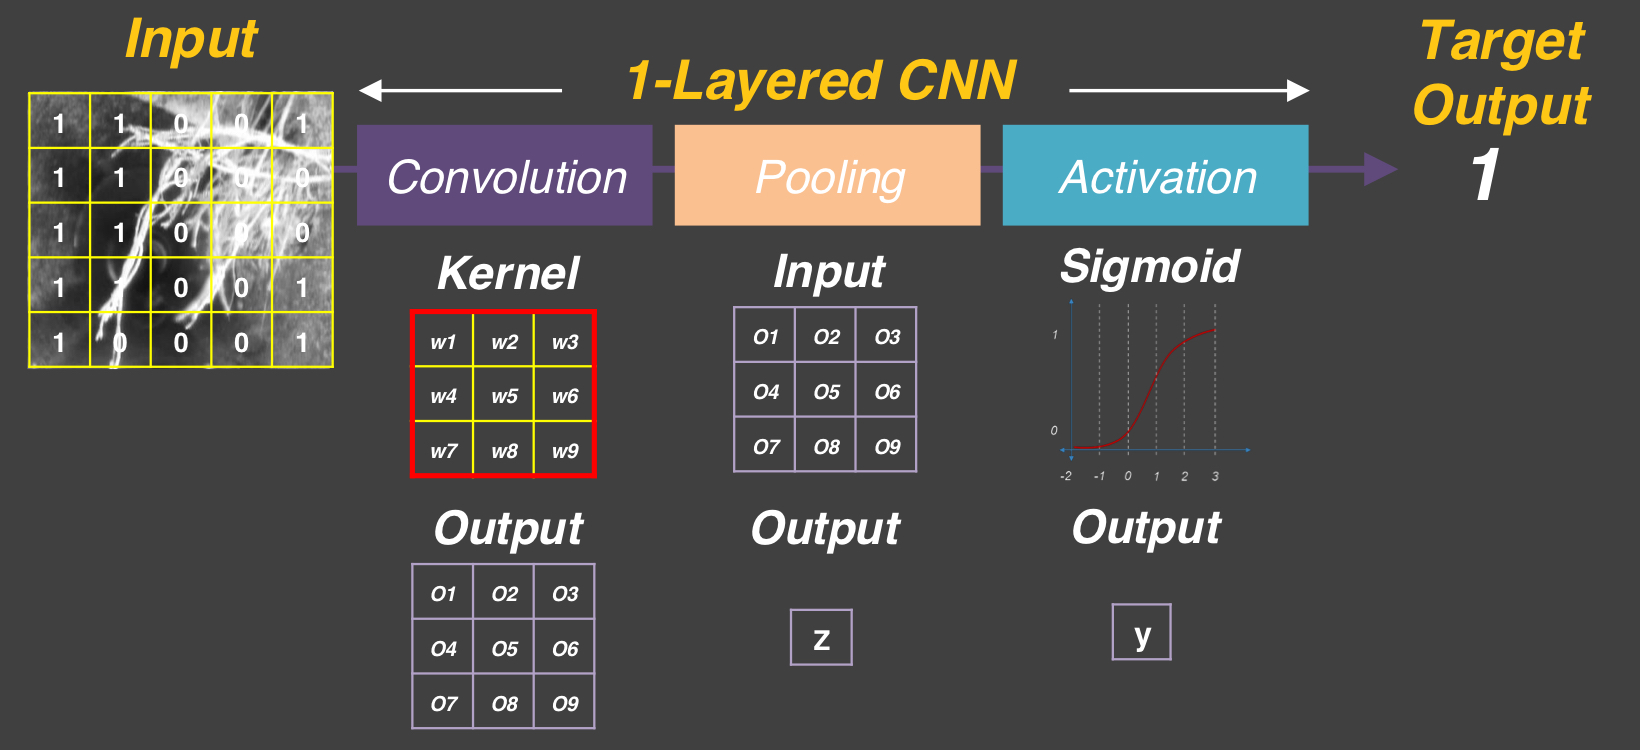 Input
1-Layered CNN
Target
Output
1
1 1 0 0 1
1 1 0 0 0
1 1 0 0 0
1 1 0 0 1
1 0 0 0 1
Convolution
Pooling
Activation
Kernel
w1 w2 w3
w4 w5 w6
w7 w8 w9
Output
O1 O2 O3
O4 O5 O6
O7 O8 O9
Input
O1 O2 O3
O4 O5 O6
O7 O8 O9
Output
z
Sigmoid
1
0
-2 -1 0 1 2 3
Output
y